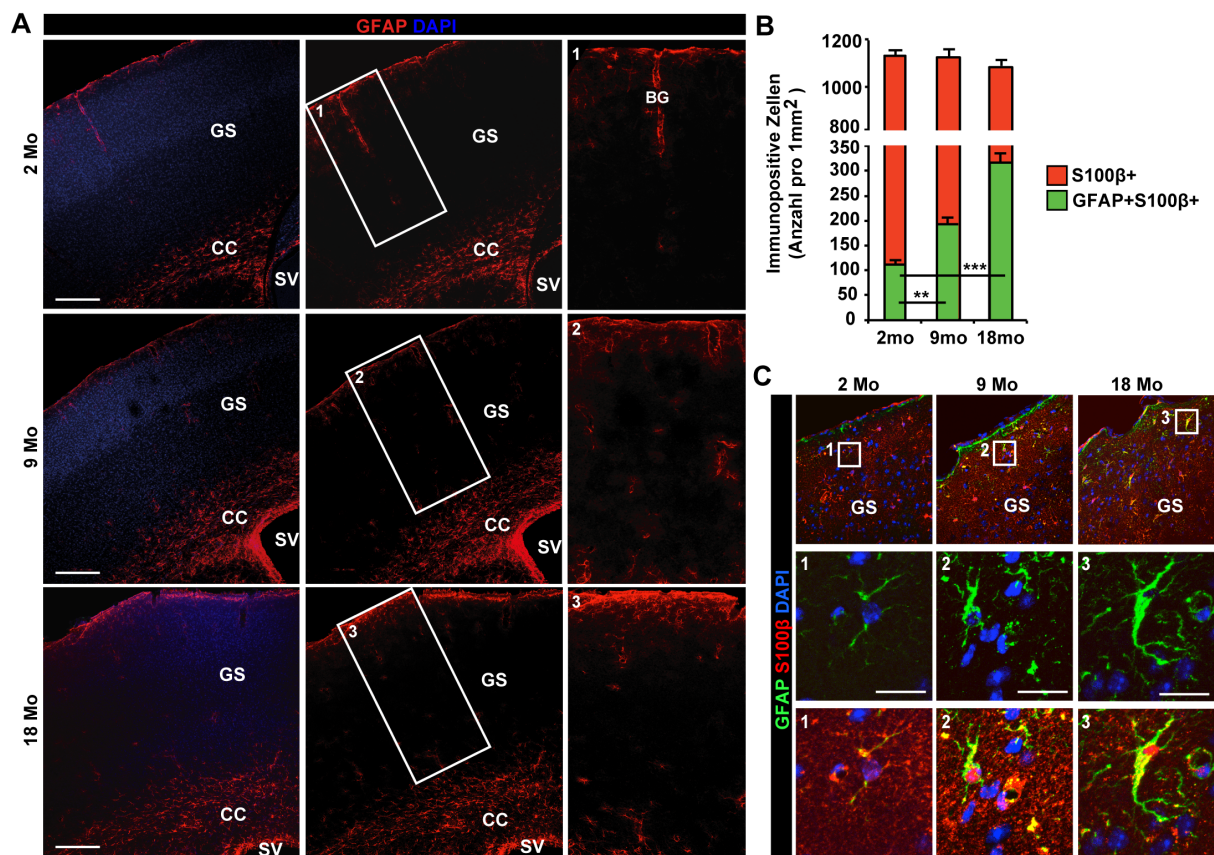 A
GFAP DAPI
2 Mo
GS
CC
SV
1
GS
CC
SV
1
BG
9 Mo
GS
CC
SV
2
GS
CC
SV
2
18 Mo
GS
CC
SV
3
GS
CC
SV
3
B
Immunopositive Zellen
(Anzahl pro 1mm²)
1200
1000
800
300
350
300
250
200
150
100
50
0
***
**
2mo 9mo 18mo
S100β+
GFAP+S100β+
C
2 Mo 9 Mo 18 Mo
GFAP S100β DAPI
1
GS
2
GS
3
GS
1
2
3
1
2
3